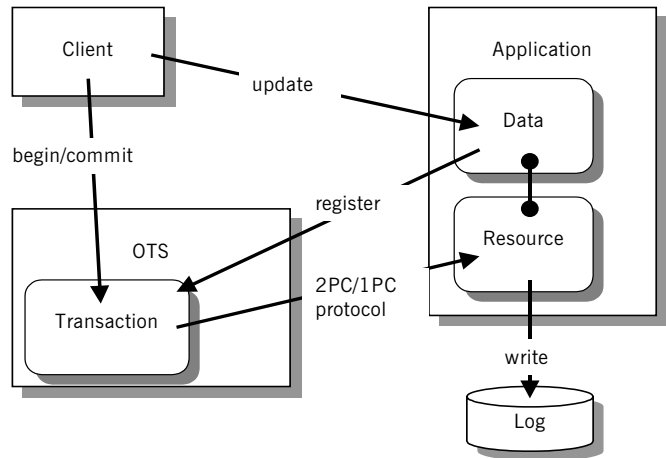 Client
Application
update
Data
begin/commit
register
OTS
Resource
2PC/1PC
protocol
Transaction
write
Log